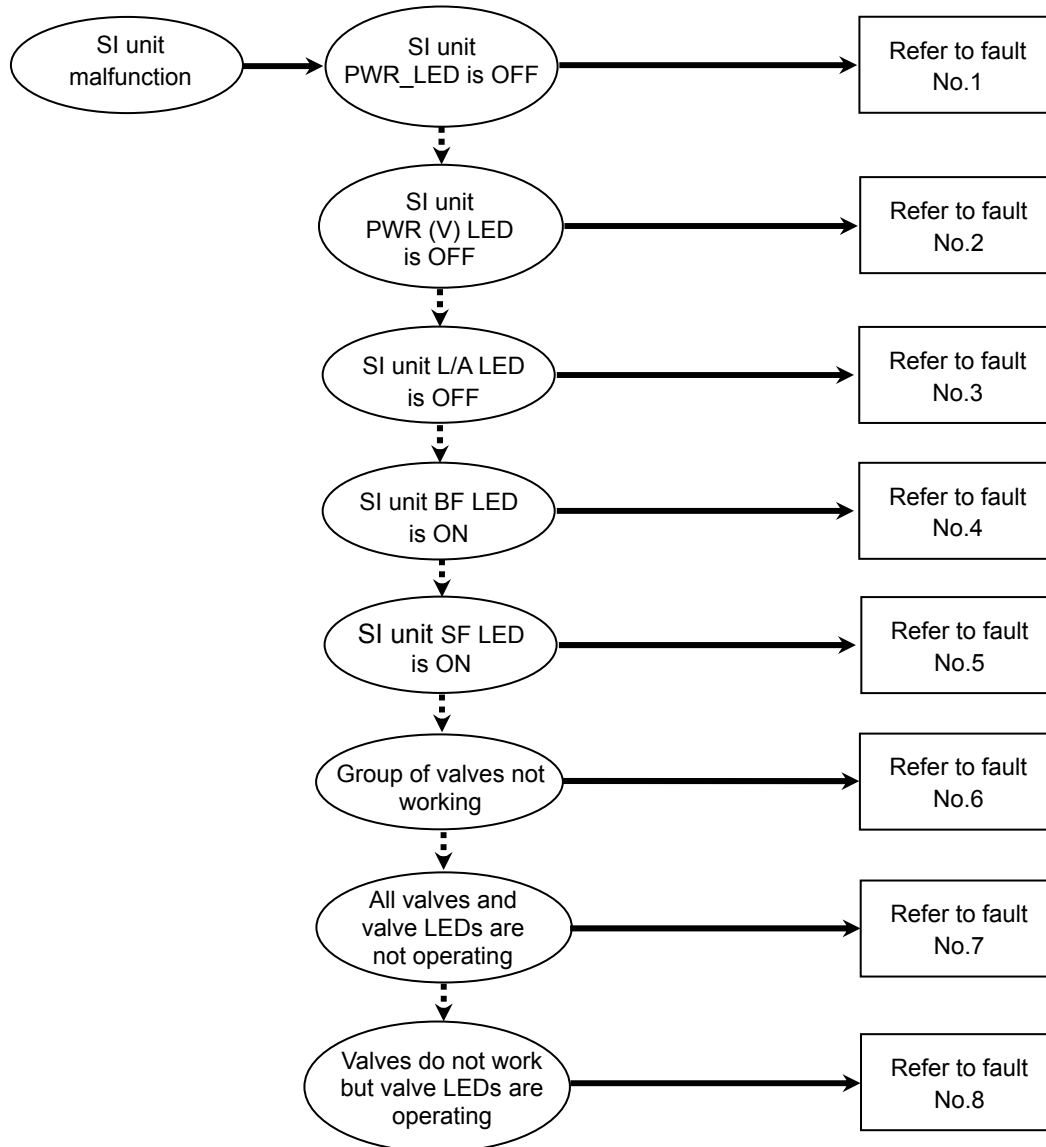 SI unit
malfunction
SI unit
PWR_LED is OFF
Refer to fault
No.1
SI unit
PWR (V) LED
is OFF
Refer to fault
No.2
SI unit L/A LED
is OFF
Refer to fault
No.3
SI unit BF LED
is ON
Refer to fault
No.4
SI unit SF LED
is ON
Refer to fault
No.5
Group of valves not
working
Refer to fault
No.6
All valves and
valve LEDs are
not operating
Refer to fault
No.7
Valves do not work
but valve LEDs are
operating
Refer to fault
No.8